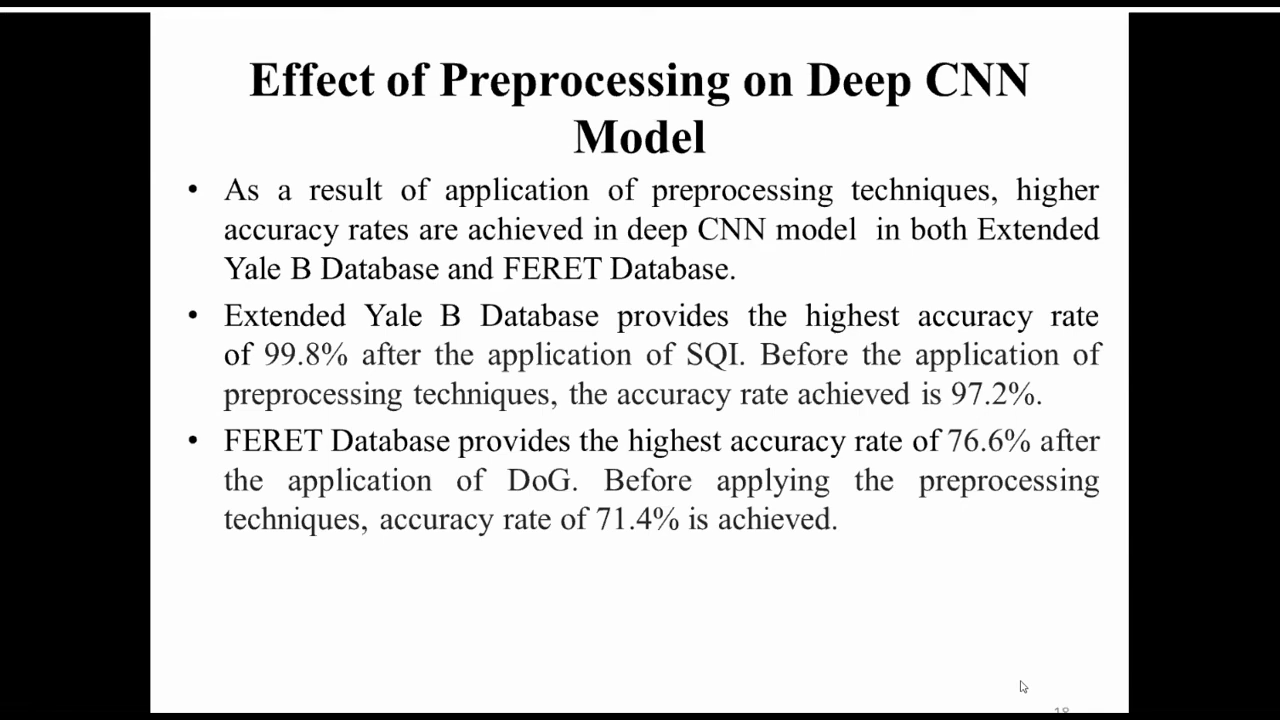 Effect of Preprocessing on Deep CNN
Model
• As a result of application of preprocessing techniques, higher
accuracy rates are achieved in deep CNN model in both Extended
Yale B Database and FERET Database.
• Extended Yale B Database provides the highest accuracy rate
of 99.8% after the application of SQI. Before the application of
preprocessing techniques, the accuracy rate achieved is 97.2%.
• FERET Database provides the highest accuracy rate of 76.6% after
the application of DoG. Before applying the preprocessing
techniques, accuracy rate of 71.4% is achieved.